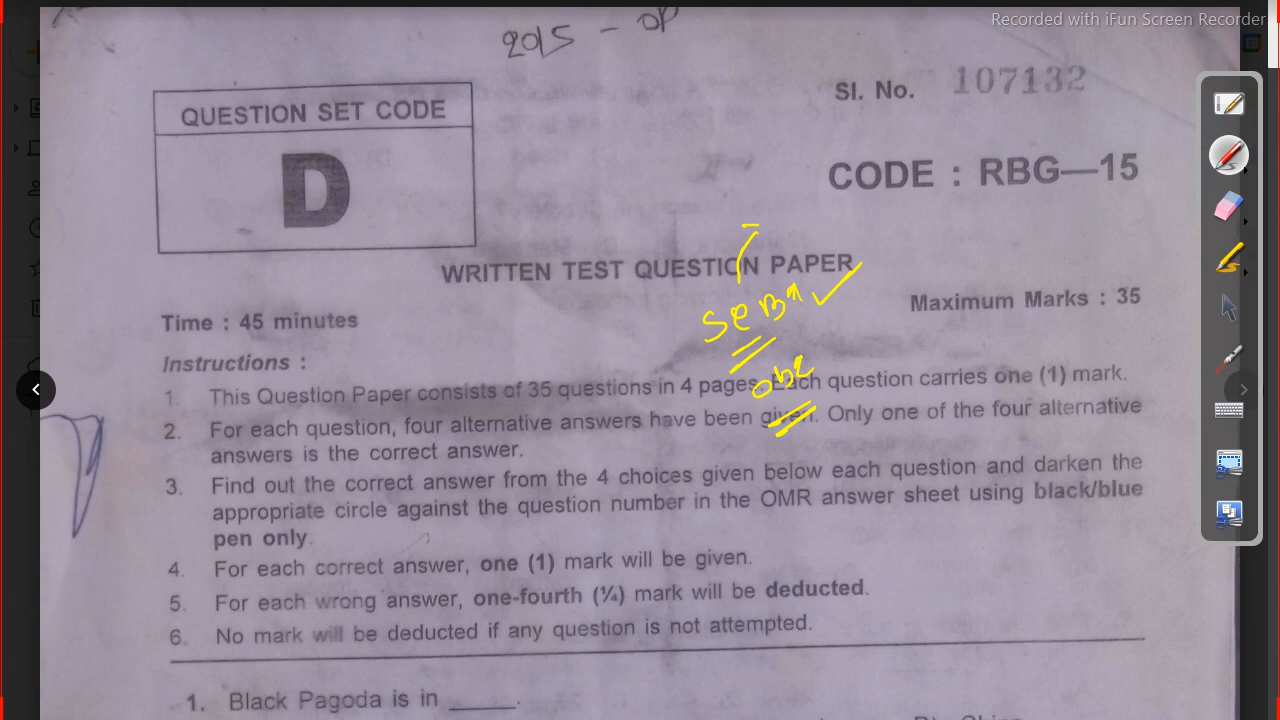 Recorded with iFun Screen Recorder
2015 - OP
QUESTION SET CODE
D
Sl. No. 107132
CODE : RBG—15
WRITTEN TEST QUESTION PAPER
Time : 45 minutes
Maximum Marks : 35
Instructions :
1. This Question Paper consists of 35 questions in 4 pages. Each question carries one (1) mark.
2. For each question, four alternative answers have been given. Only one of the four alternative
answers is the correct answer.
3. Find out the correct answer from the 4 choices given below each question and darken the
appropriate circle against the question number in the OMR answer sheet using black/blue
pen only.
4. For each correct answer, one (1) mark will be given.
5. For each wrong answer, one-fourth (¼) mark will be deducted.
6. No mark will be deducted if any question is not attempted.
1. Black Pagoda is in _____.